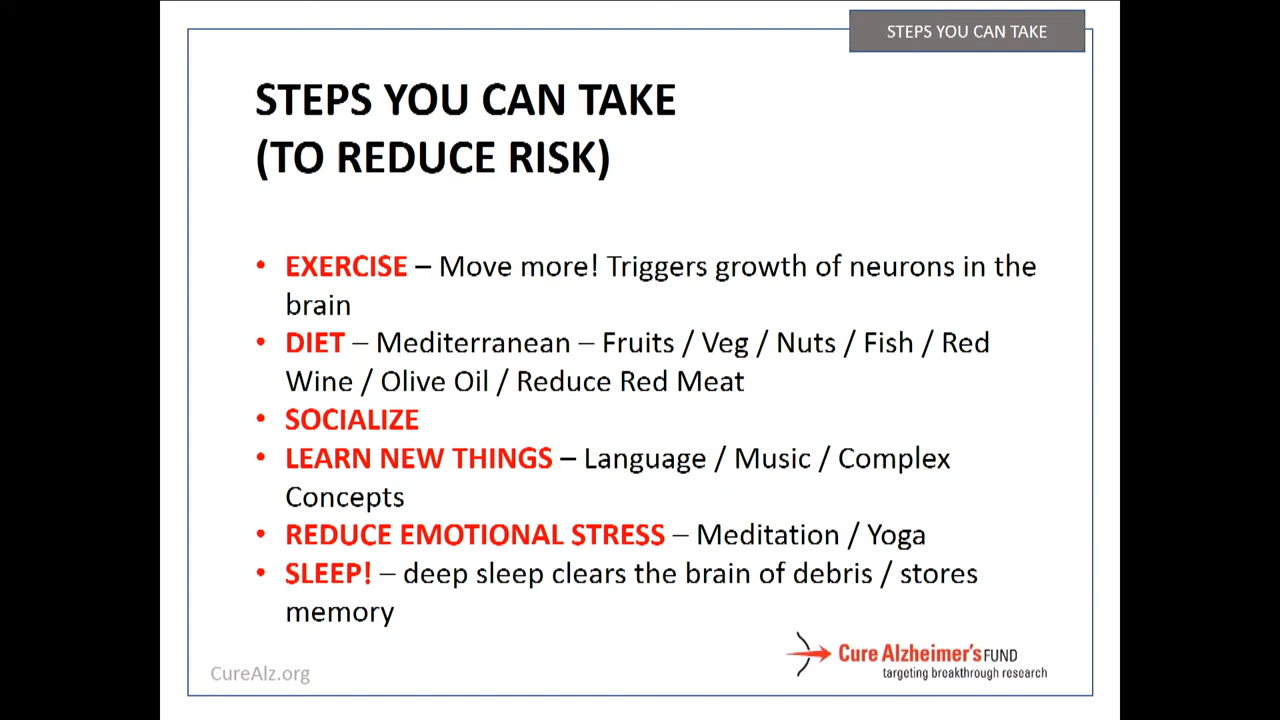 STEPS YOU CAN TAKE
STEPS YOU CAN TAKE
(TO REDUCE RISK)
• EXERCISE – Move more! Triggers growth of neurons in the
brain
• DIET – Mediterranean – Fruits / Veg / Nuts / Fish / Red
Wine / Olive Oil / Reduce Red Meat
• SOCIALIZE
• LEARN NEW THINGS – Language / Music / Complex
Concepts
• REDUCE EMOTIONAL STRESS – Meditation / Yoga
• SLEEP! – deep sleep clears the brain of debris / stores
memory
CureAlz.org
Cure Alzheimer's FUND
targeting breakthrough research